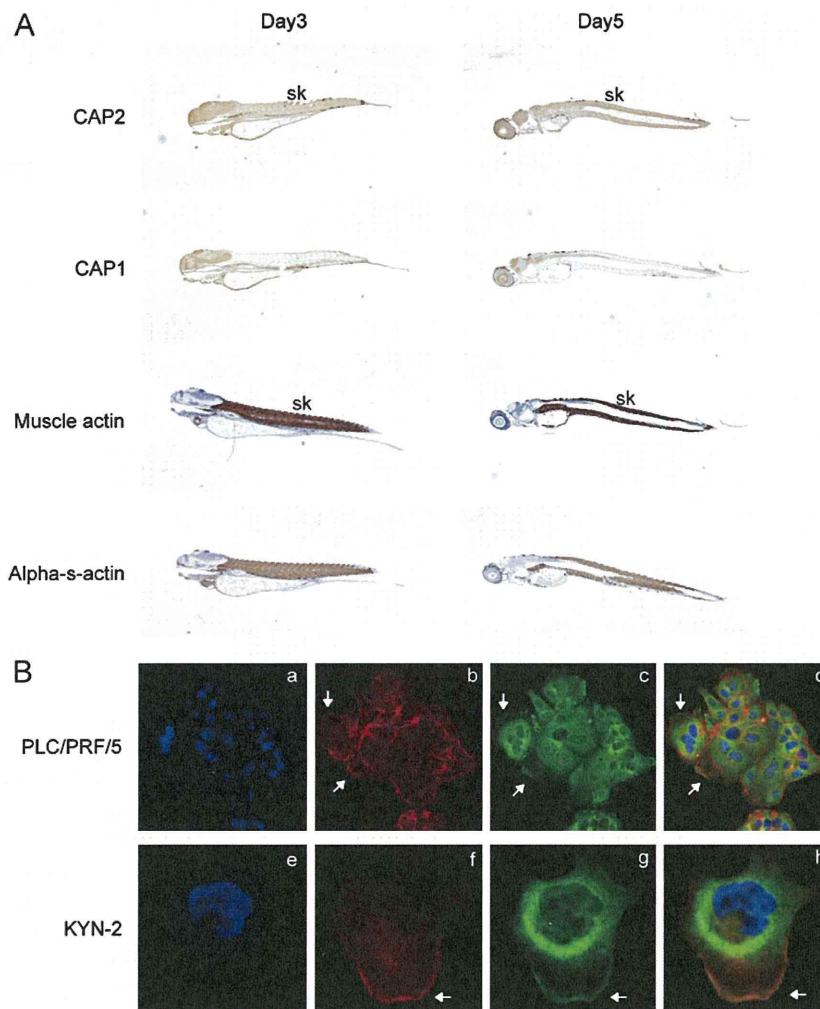 A
Day3 Day5
CAP2 sk sk
CAP1
Muscle actin sk sk
Alpha-s-actin
B
PLC/PRF/5 a b c d
KYN-2 e f g h